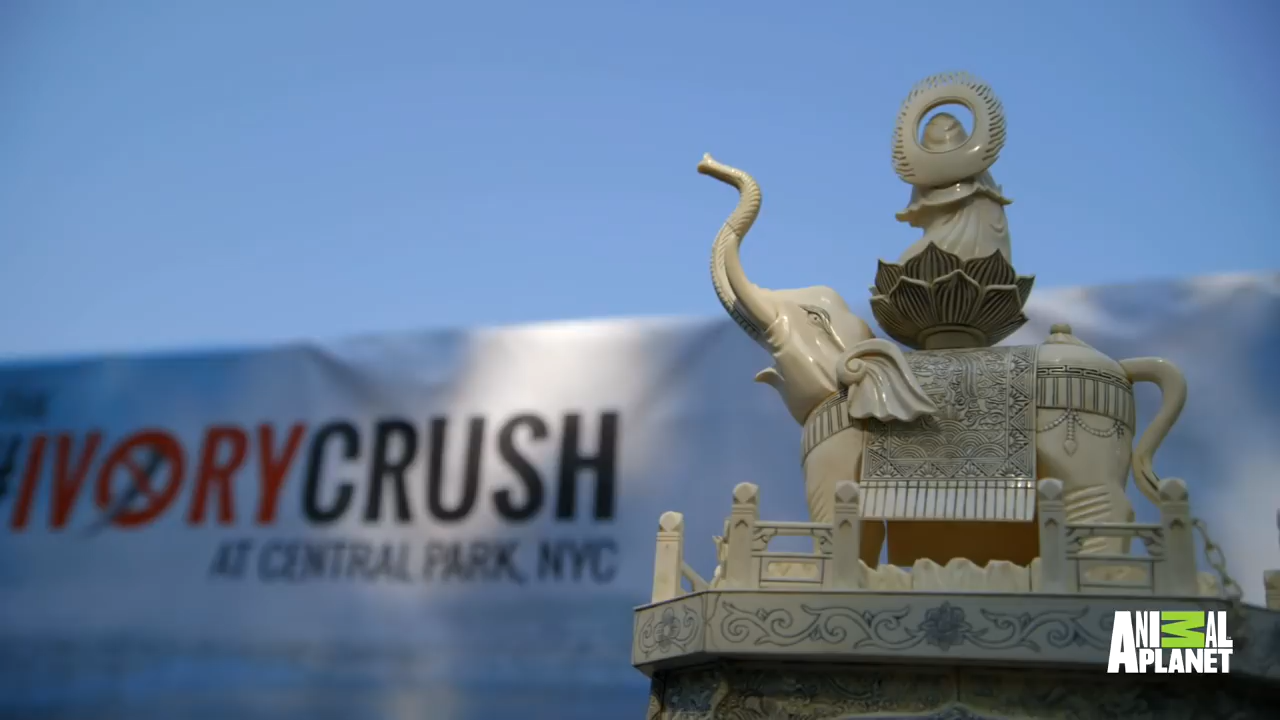 #IVORYCRUSH
AT CENTRAL PARK, NYC
ANIMAL
PLANET